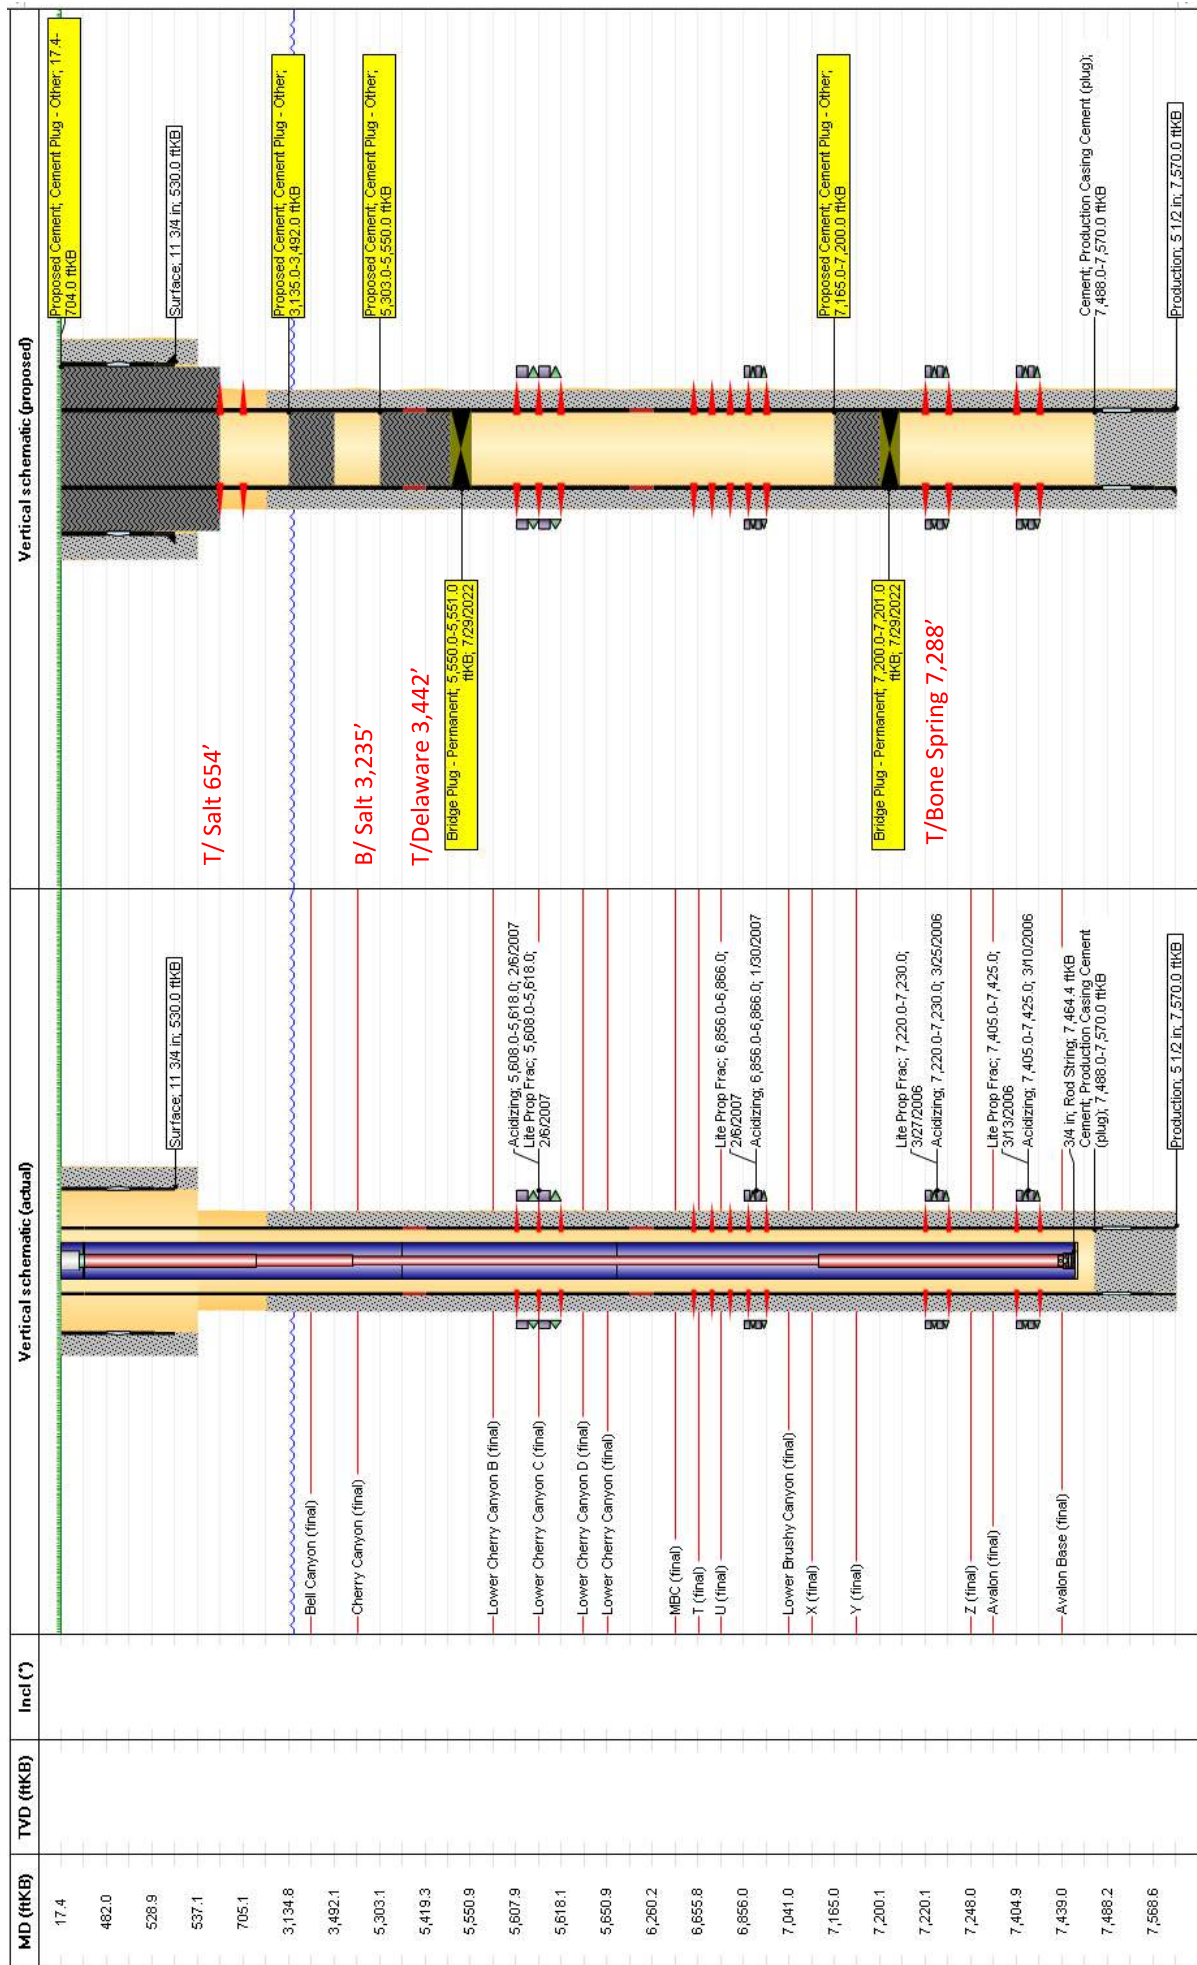 MD (ftKB)
TVD (ftKB)
Incl (°)
Vertical schematic (actual)
Vertical schematic (proposed)
17.4
482.0
528.9
537.1
705.1
3,134.8
3,492.1
5,303.1
5,419.3
5,550.9
5,607.9
5,618.1
5,650.9
6,260.2
6,655.8
6,856.0
7,041.0
7,165.0
7,200.1
7,220.1
7,248.0
7,404.9
7,439.0
7,488.2
7,568.6
Bell Canyon (final)
Cherry Canyon (final)
Lower Cherry Canyon B (final)
Lower Cherry Canyon C (final)
Lower Cherry Canyon D (final)
Lower Cherry Canyon (final)
MBC (final)
T (final)
U (final)
Lower Brushy Canyon (final)
X (final)
Y (final)
Z (final)
Avalon (final)
Avalon Base (final)
Surface; 11 3/4 in; 530.0 ftKB
Acidizing; 5,608.0-5,618.0; 2/6/2007
Lite Prop Frac; 5,608.0-5,618.0;
2/6/2007
Lite Prop Frac; 6,856.0-6,866.0;
2/6/2007
Acidizing; 6,856.0-6,866.0; 1/30/2007
Lite Prop Frac; 7,220.0-7,230.0;
3/27/2006
Acidizing; 7,220.0-7,230.0; 3/25/2006
Lite Prop Frac; 7,405.0-7,425.0;
3/13/2006
Acidizing; 7,405.0-7,425.0; 3/10/2006
3/4 in; Rod String; 7,464.4 ftKB
Cement; Production Casing Cement
(plug); 7,488.0-7,570.0 ftKB
Production; 5 1/2 in; 7,570.0 ftKB
T/ Salt 654’
B/ Salt 3,235’
T/Delaware 3,442’
Bridge Plug - Permanent; 5,550.0-5,551.0
ftKB; 7/29/2022
Bridge Plug - Permanent; 7,200.0-7,201.0
ftKB; 7/29/2022
T/Bone Spring 7,288’
Proposed Cement; Cement Plug - Other; 17.4-
704.0 ftKB
Surface; 11 3/4 in; 530.0 ftKB
Proposed Cement; Cement Plug - Other;
3,135.0-3,492.0 ftKB
Proposed Cement; Cement Plug - Other;
5,303.0-5,550.0 ftKB
Proposed Cement; Cement Plug - Other;
7,165.0-7,200.0 ftKB
Cement; Production Casing Cement (plug);
7,488.0-7,570.0 ftKB
Production; 5 1/2 in; 7,570.0 ftKB